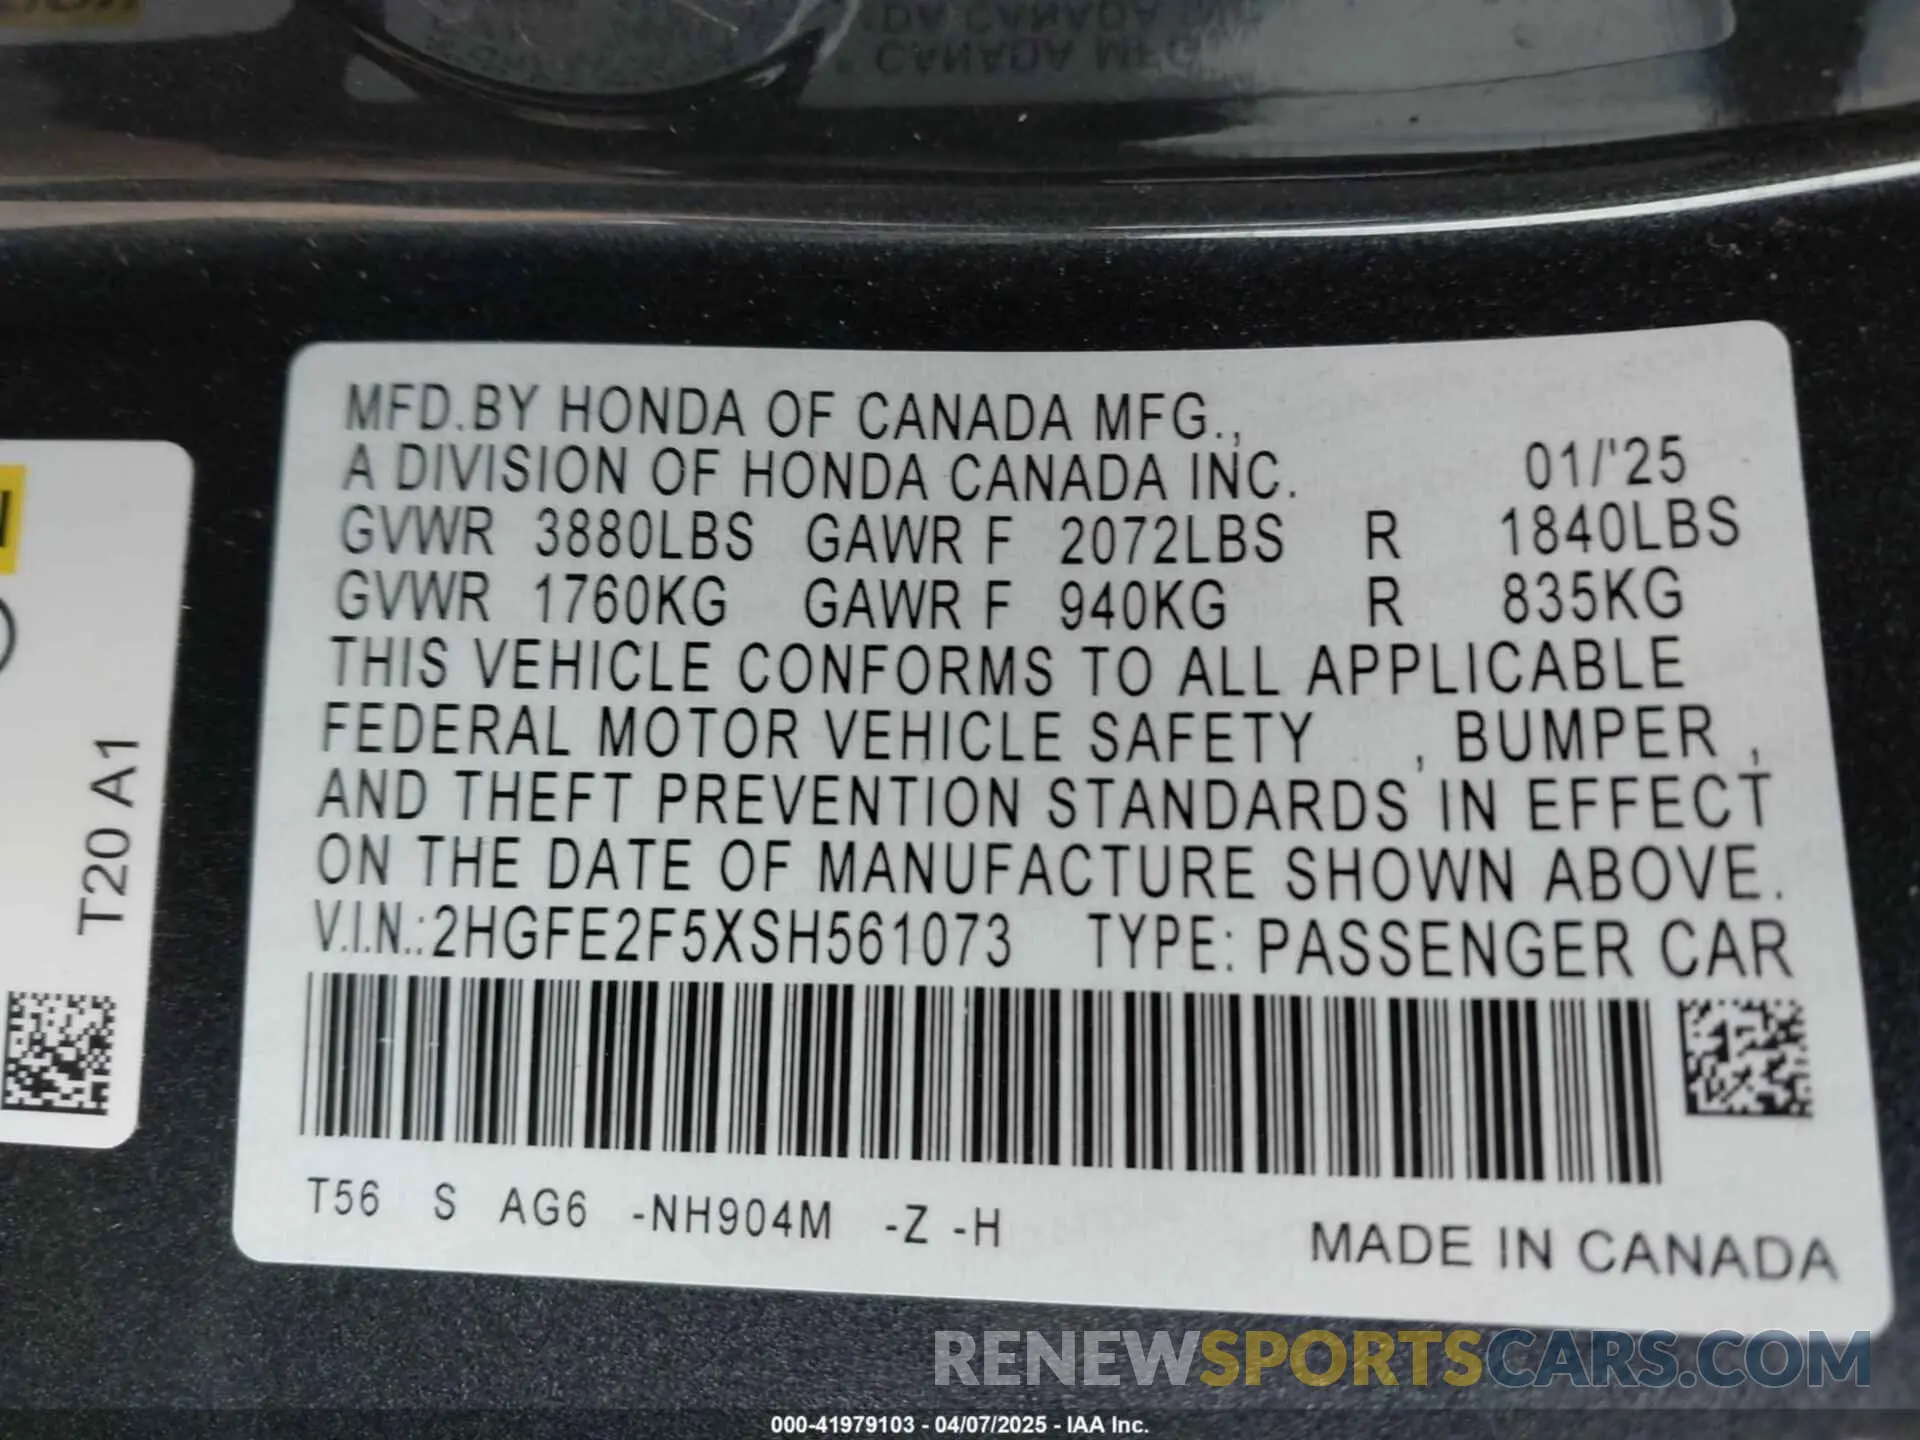 MFD.BY HONDA OF CANADA MFG.,
A DIVISION OF HONDA CANADA INC. 01/'25
GVWR 3880LBS GAWR F 2072LBS R 1840LBS
GVWR 1760KG GAWR F 940KG R 835KG
THIS VEHICLE CONFORMS TO ALL APPLICABLE
FEDERAL MOTOR VEHICLE SAFETY , BUMPER ,
AND THEFT PREVENTION STANDARDS IN EFFECT
ON THE DATE OF MANUFACTURE SHOWN ABOVE.
V.I.N.:2HGFE2F5XSH561073 TYPE: PASSENGER CAR
T56 S AG6 -NH904M -Z -H
MADE IN CANADA
T20 A1
RENEWSPORTSCARS.COM
000-41979103 - 04/07/2025 - IAA Inc.